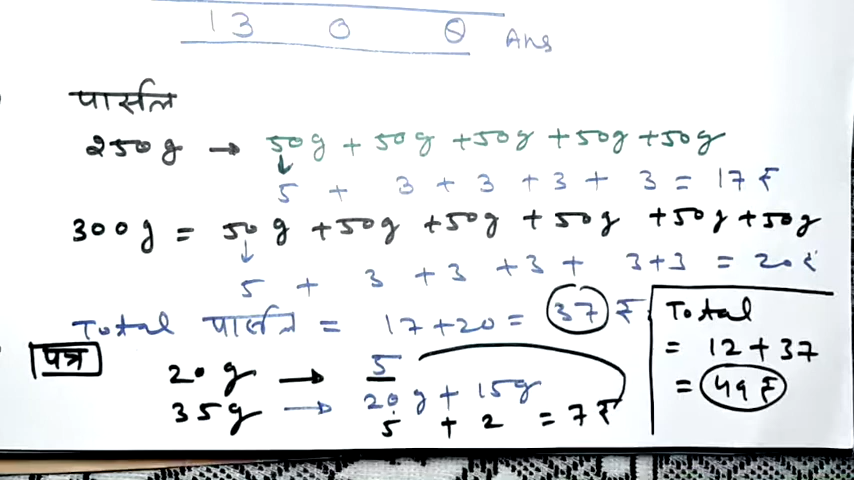 13 0 0 Ans
पार्सल
250g → 50g + 50g +50g +50g +50g
5 + 3 + 3 + 3 + 3 = 17 ₹
300g = 50g +50g +50g +50g +50g +50g
5 + 3 +3 +3 + 3+3 = 20₹
Total पार्सल = 17+20= 37 ₹
पत्र
20g → 5
35g → 20g + 15g
5 + 2 = 7₹
Total
= 12+37
= 49₹